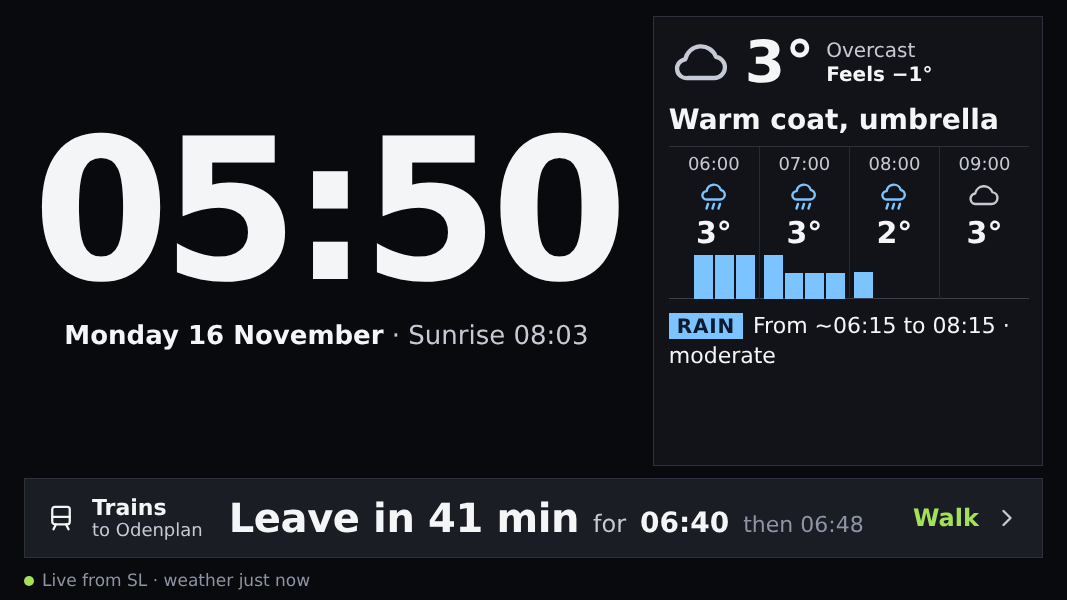 05:50
Monday 16 November · Sunrise 08:03
3°
Overcast
Feels −1°
Warm coat, umbrella
06:00 07:00 08:00 09:00
3° 3° 2° 3°
RAIN From ~06:15 to 08:15 ·
moderate
Trains
to Odenplan
Leave in 41 min for 06:40 then 06:48
Walk
Live from SL · weather just now